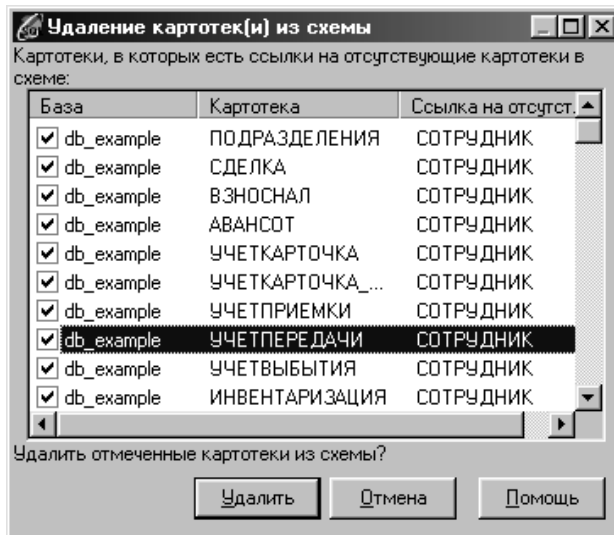 Удаление картотек(и) из схемы
Картотеки, в которых есть ссылки на отсутствующие картотеки в
схеме:
База Картотека Ссылка на отсутст.
db_example ПОДРАЗДЕЛЕНИЯ СОТРУДНИК
db_example СДЕЛКА СОТРУДНИК
db_example ВЗНОСНАЛ СОТРУДНИК
db_example АВАНСОТ СОТРУДНИК
db_example УЧЕТКАРТОЧКА СОТРУДНИК
db_example УЧЕТКАРТОЧКА_... СОТРУДНИК
db_example УЧЕТПРИЕМКИ СОТРУДНИК
db_example УЧЕТПЕРЕДАЧИ СОТРУДНИК
db_example УЧЕТВЫБЫТИЯ СОТРУДНИК
db_example ИНВЕНТАРИЗАЦИЯ СОТРУДНИК
Удалить отмеченные картотеки из схемы?
Удалить Отмена Помощь